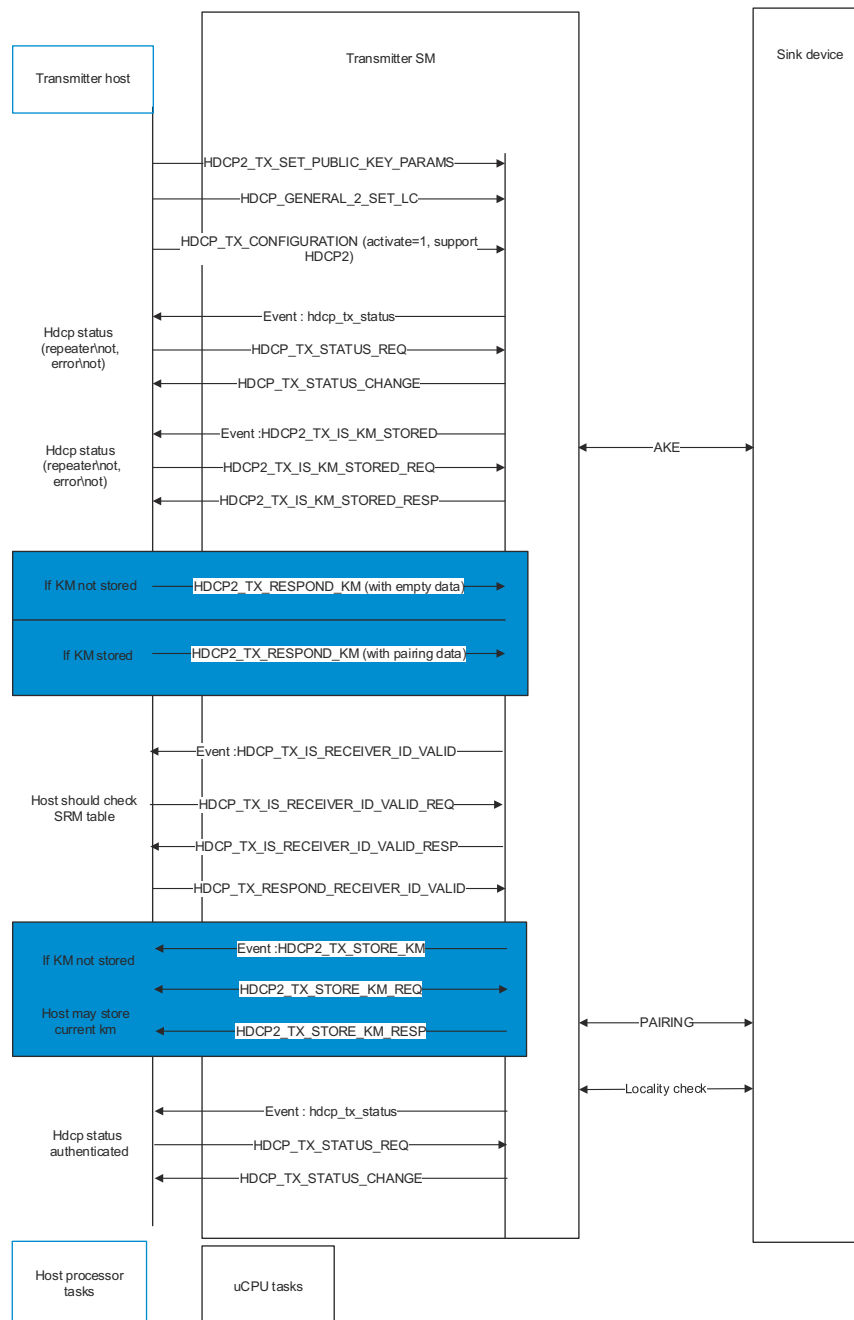 Transmitter host
Transmitter SM
Sink device
HDCP2_TX_SET_PUBLIC_KEY_PARAMS
HDCP_GENERAL_2_SET_LC
HDCP_TX_CONFIGURATION (activate=1, support
HDCP2)
Event : hdcp_tx_status
Hdcp status
(repeater\not,
error\not)
HDCP_TX_STATUS_REQ
HDCP_TX_STATUS_CHANGE
Event :HDCP2_TX_IS_KM_STORED
AKE
Hdcp status
(repeater\not,
error\not)
HDCP2_TX_IS_KM_STORED_REQ
HDCP2_TX_IS_KM_STORED_RESP
If KM not stored
HDCP2_TX_RESPOND_KM (with empty data)
If KM stored
HDCP2_TX_RESPOND_KM (with pairing data)
Event :HDCP_TX_IS_RECEIVER_ID_VALID
Host should check
SRM table
HDCP_TX_IS_RECEIVER_ID_VALID_REQ
HDCP_TX_IS_RECEIVER_ID_VALID_RESP
HDCP_TX_RESPOND_RECEIVER_ID_VALID
If KM not stored
Event :HDCP2_TX_STORE_KM
HDCP2_TX_STORE_KM_REQ
Host may store
current km
HDCP2_TX_STORE_KM_RESP
PAIRING
Locality check
Event : hdcp_tx_status
Hdcp status
authenticated
HDCP_TX_STATUS_REQ
HDCP_TX_STATUS_CHANGE
Host processor
tasks
uCPU tasks